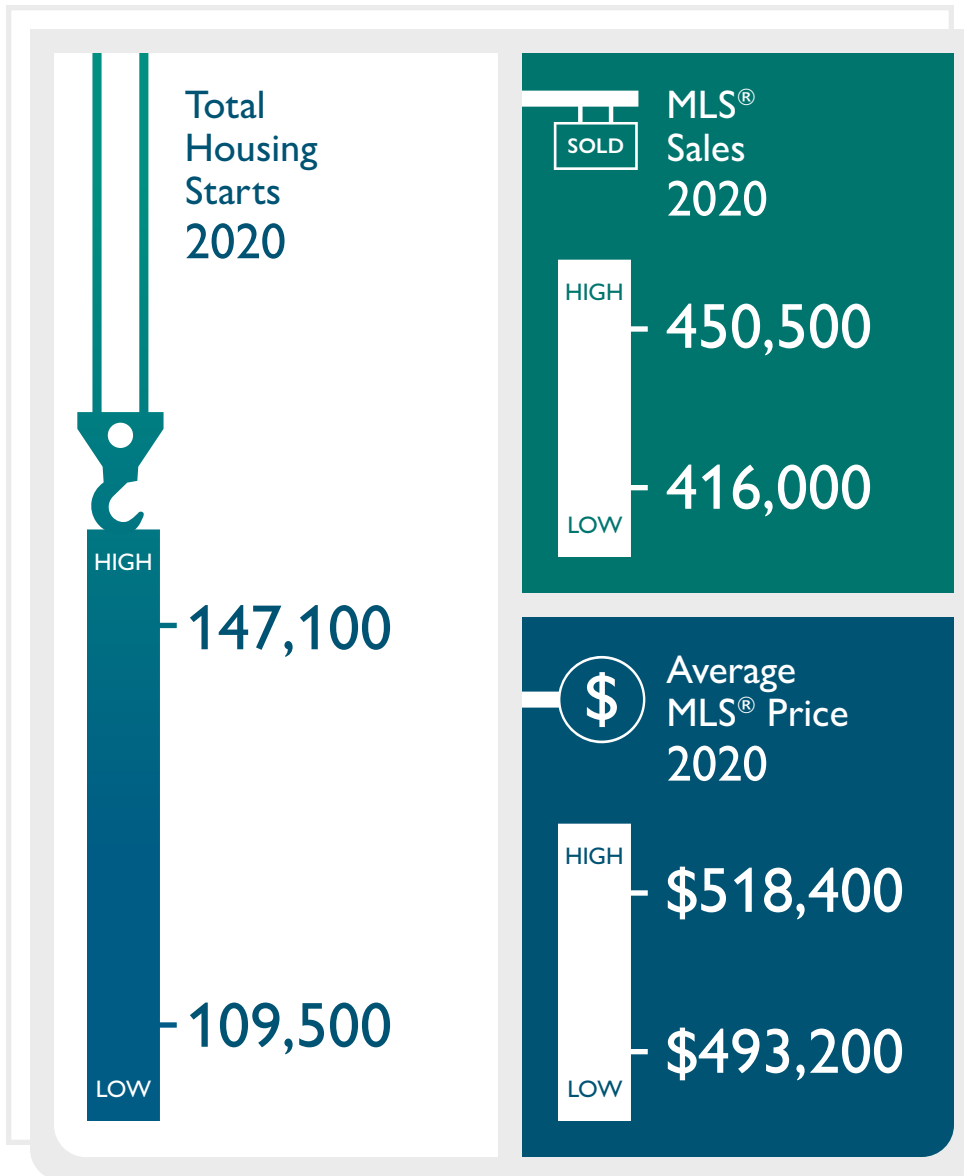 Total
Housing
Starts
2020
HIGH
147,100
109,500
LOW
SOLD
MLS®
Sales
2020
HIGH
450,500
416,000
LOW
$
Average
MLS® Price
2020
HIGH
$518,400
$493,200
LOW